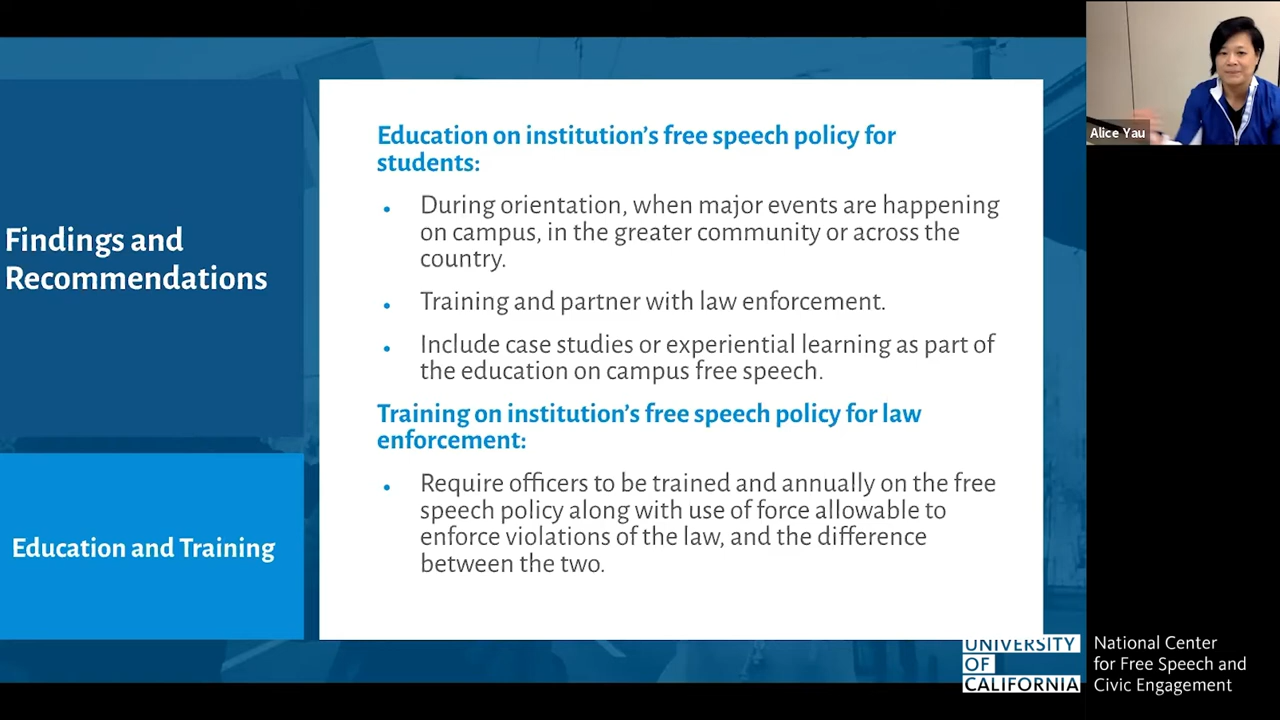 Findings and
Recommendations
Education and Training
Education on institution's free speech policy for
students:
• During orientation, when major events are happening
on campus, in the greater community or across the
country.
• Training and partner with law enforcement.
• Include case studies or experiential learning as part of
the education on campus free speech.
Training on institution's free speech policy for law
enforcement:
• Require officers to be trained and annually on the free
speech policy along with use of force allowable to
enforce violations of the law, and the difference
between the two.
Alice Yau
UNIVERSITY
OF
CALIFORNIA
National Center
for Free Speech and
Civic Engagement